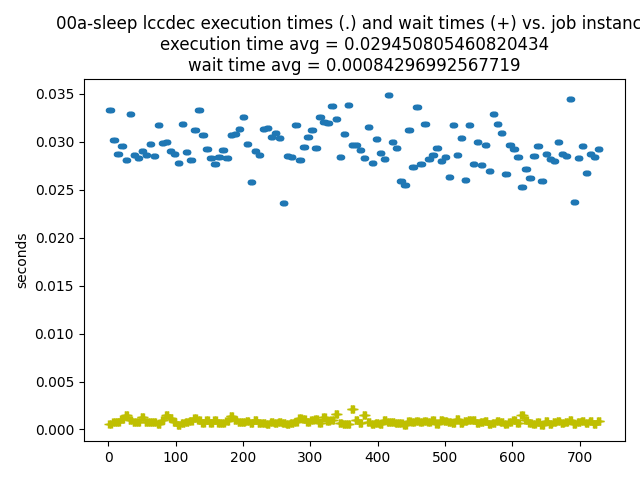 00a-sleep lccdec execution times (.) and wait times (+) vs. job instanc
execution time avg = 0.029450805460820434
wait time avg = 0.00084296992567719
0.035
0.030
0.025
0.020
0.015
0.010
0.005
0.000
seconds
0 100 200 300 400 500 600 700